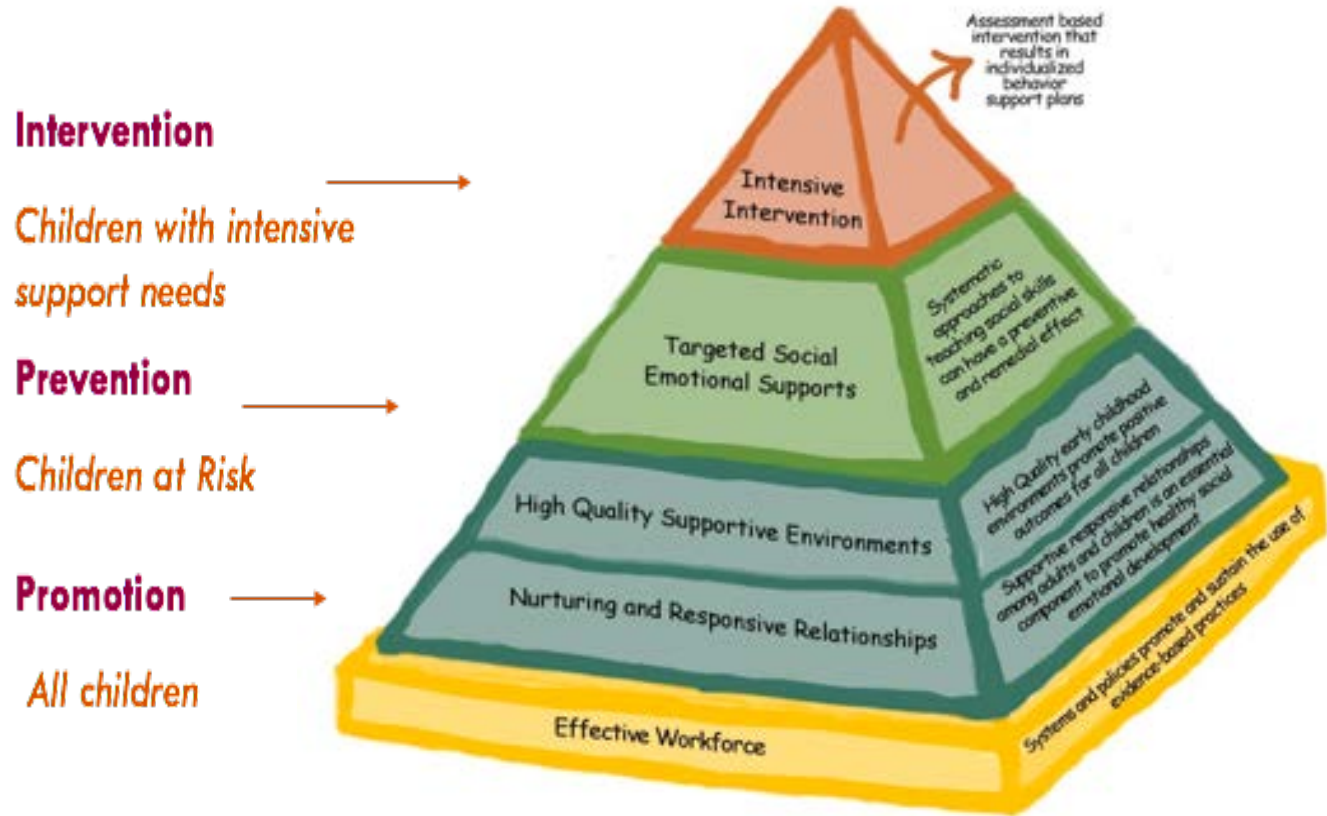 Intervention
Children with intensive
support needs
Prevention
Children at Risk
Promotion
All children
Assessment based
intervention that
results in
individualized
behavior
support plans
Intensive
Intervention
Targeted Social
Emotional Supports
Systematic
approaches to
teaching social skills
can have a preventive
and remedial effect
High Quality Supportive Environments
High Quality early childhood
environments promote positive
outcomes for all children
Nurturing and Responsive Relationships
Supportive responsive relationships
among adults and children is an essential
component to promote healthy social
emotional development
Effective Workforce
Systems and policies promote and sustain the use of
evidence-based practices